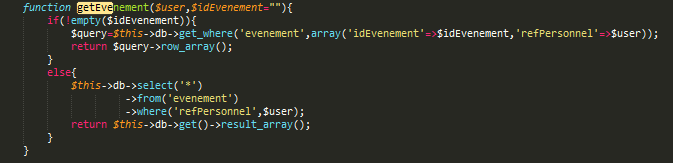 function getEvenement($user,$idEvenement=""){
if(!empty($idEvenement)){
$query=$this->db->get_where('evenement',array('idEvenement'=>$idEvenement,'refPersonnel'=>$user));
return $query->row_array();
}
else{
$this->db->select('*')
->from('evenement')
->where('refPersonnel',$user);
return $this->db->get()->result_array();
}
}